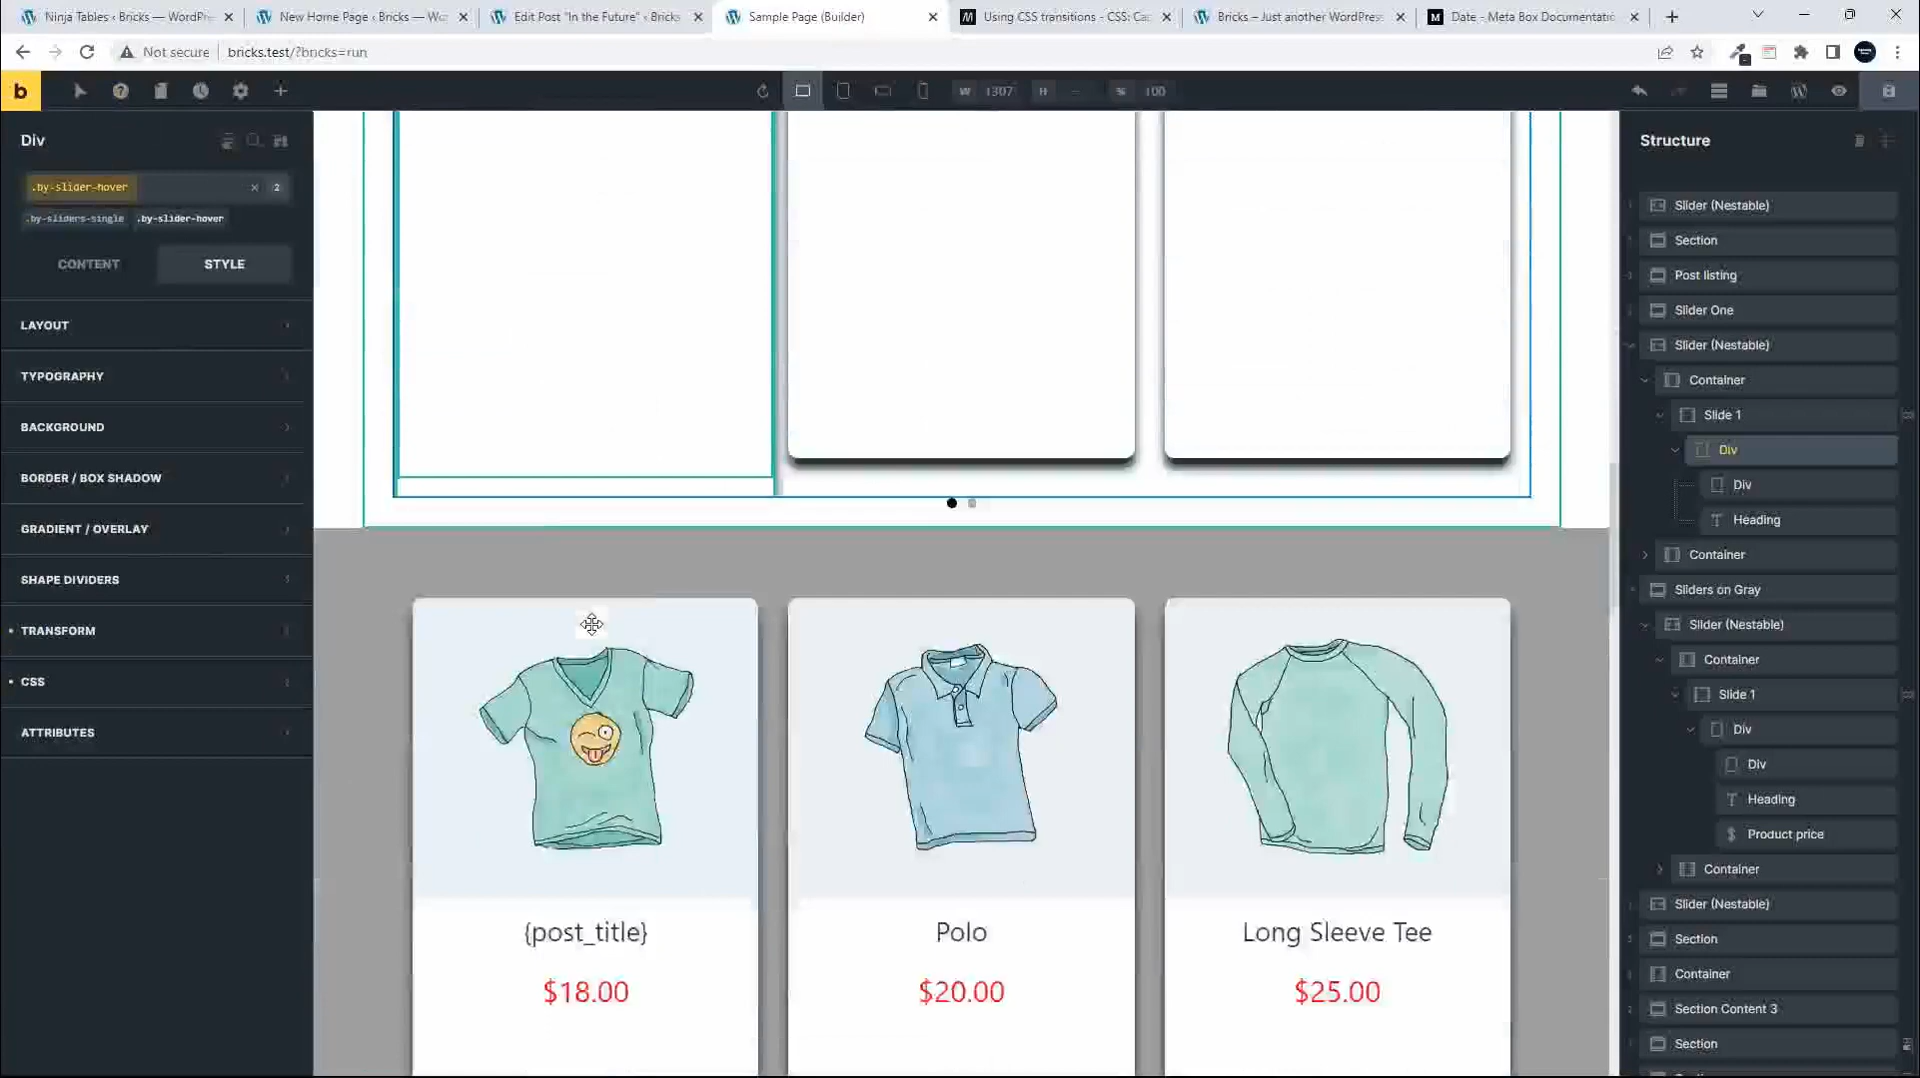 Ninja Tables ‹ Bricks — WordPre
New Home Page ‹ Bricks — Wo
Edit Post "In the Future" ‹ Bricks
Sample Page (Builder)
Using CSS transitions - CSS: Ca
Bricks – Just another WordPress
Date - Meta Box Documentatio
Not secure
bricks.test/?bricks=run
b
W 1307 H - % 100
Div
.by-slider-hover
2
.by-sliders-single .by-slider-hover
CONTENT STYLE
LAYOUT
TYPOGRAPHY
BACKGROUND
BORDER / BOX SHADOW
GRADIENT / OVERLAY
SHAPE DIVIDERS
TRANSFORM
CSS
ATTRIBUTES
{post_title}
$18.00
Polo
$20.00
Long Sleeve Tee
$25.00
Structure
Slider (Nestable)
Section
Post listing
Slider One
Slider (Nestable)
Container
Slide 1
Div
Div
Heading
Container
Sliders on Gray
Slider (Nestable)
Container
Slide 1
Div
Div
Heading
Product price
Container
Slider (Nestable)
Section
Container
Section Content 3
Section